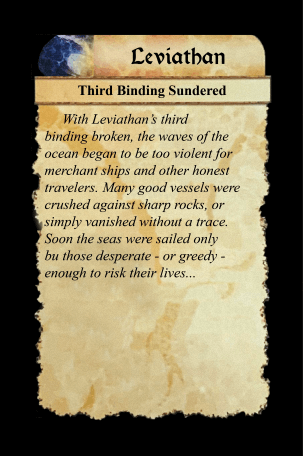 Leviathan
Third Binding Sundered
With Leviathan's third
binding broken, the waves of the
ocean began to be too violent for
merchant ships and other honest
travelers. Many good vessels were
crushed against sharp rocks, or
simply vanished without a trace.
Soon the seas were sailed only
bu those desperate - or greedy -
enough to risk their lives...